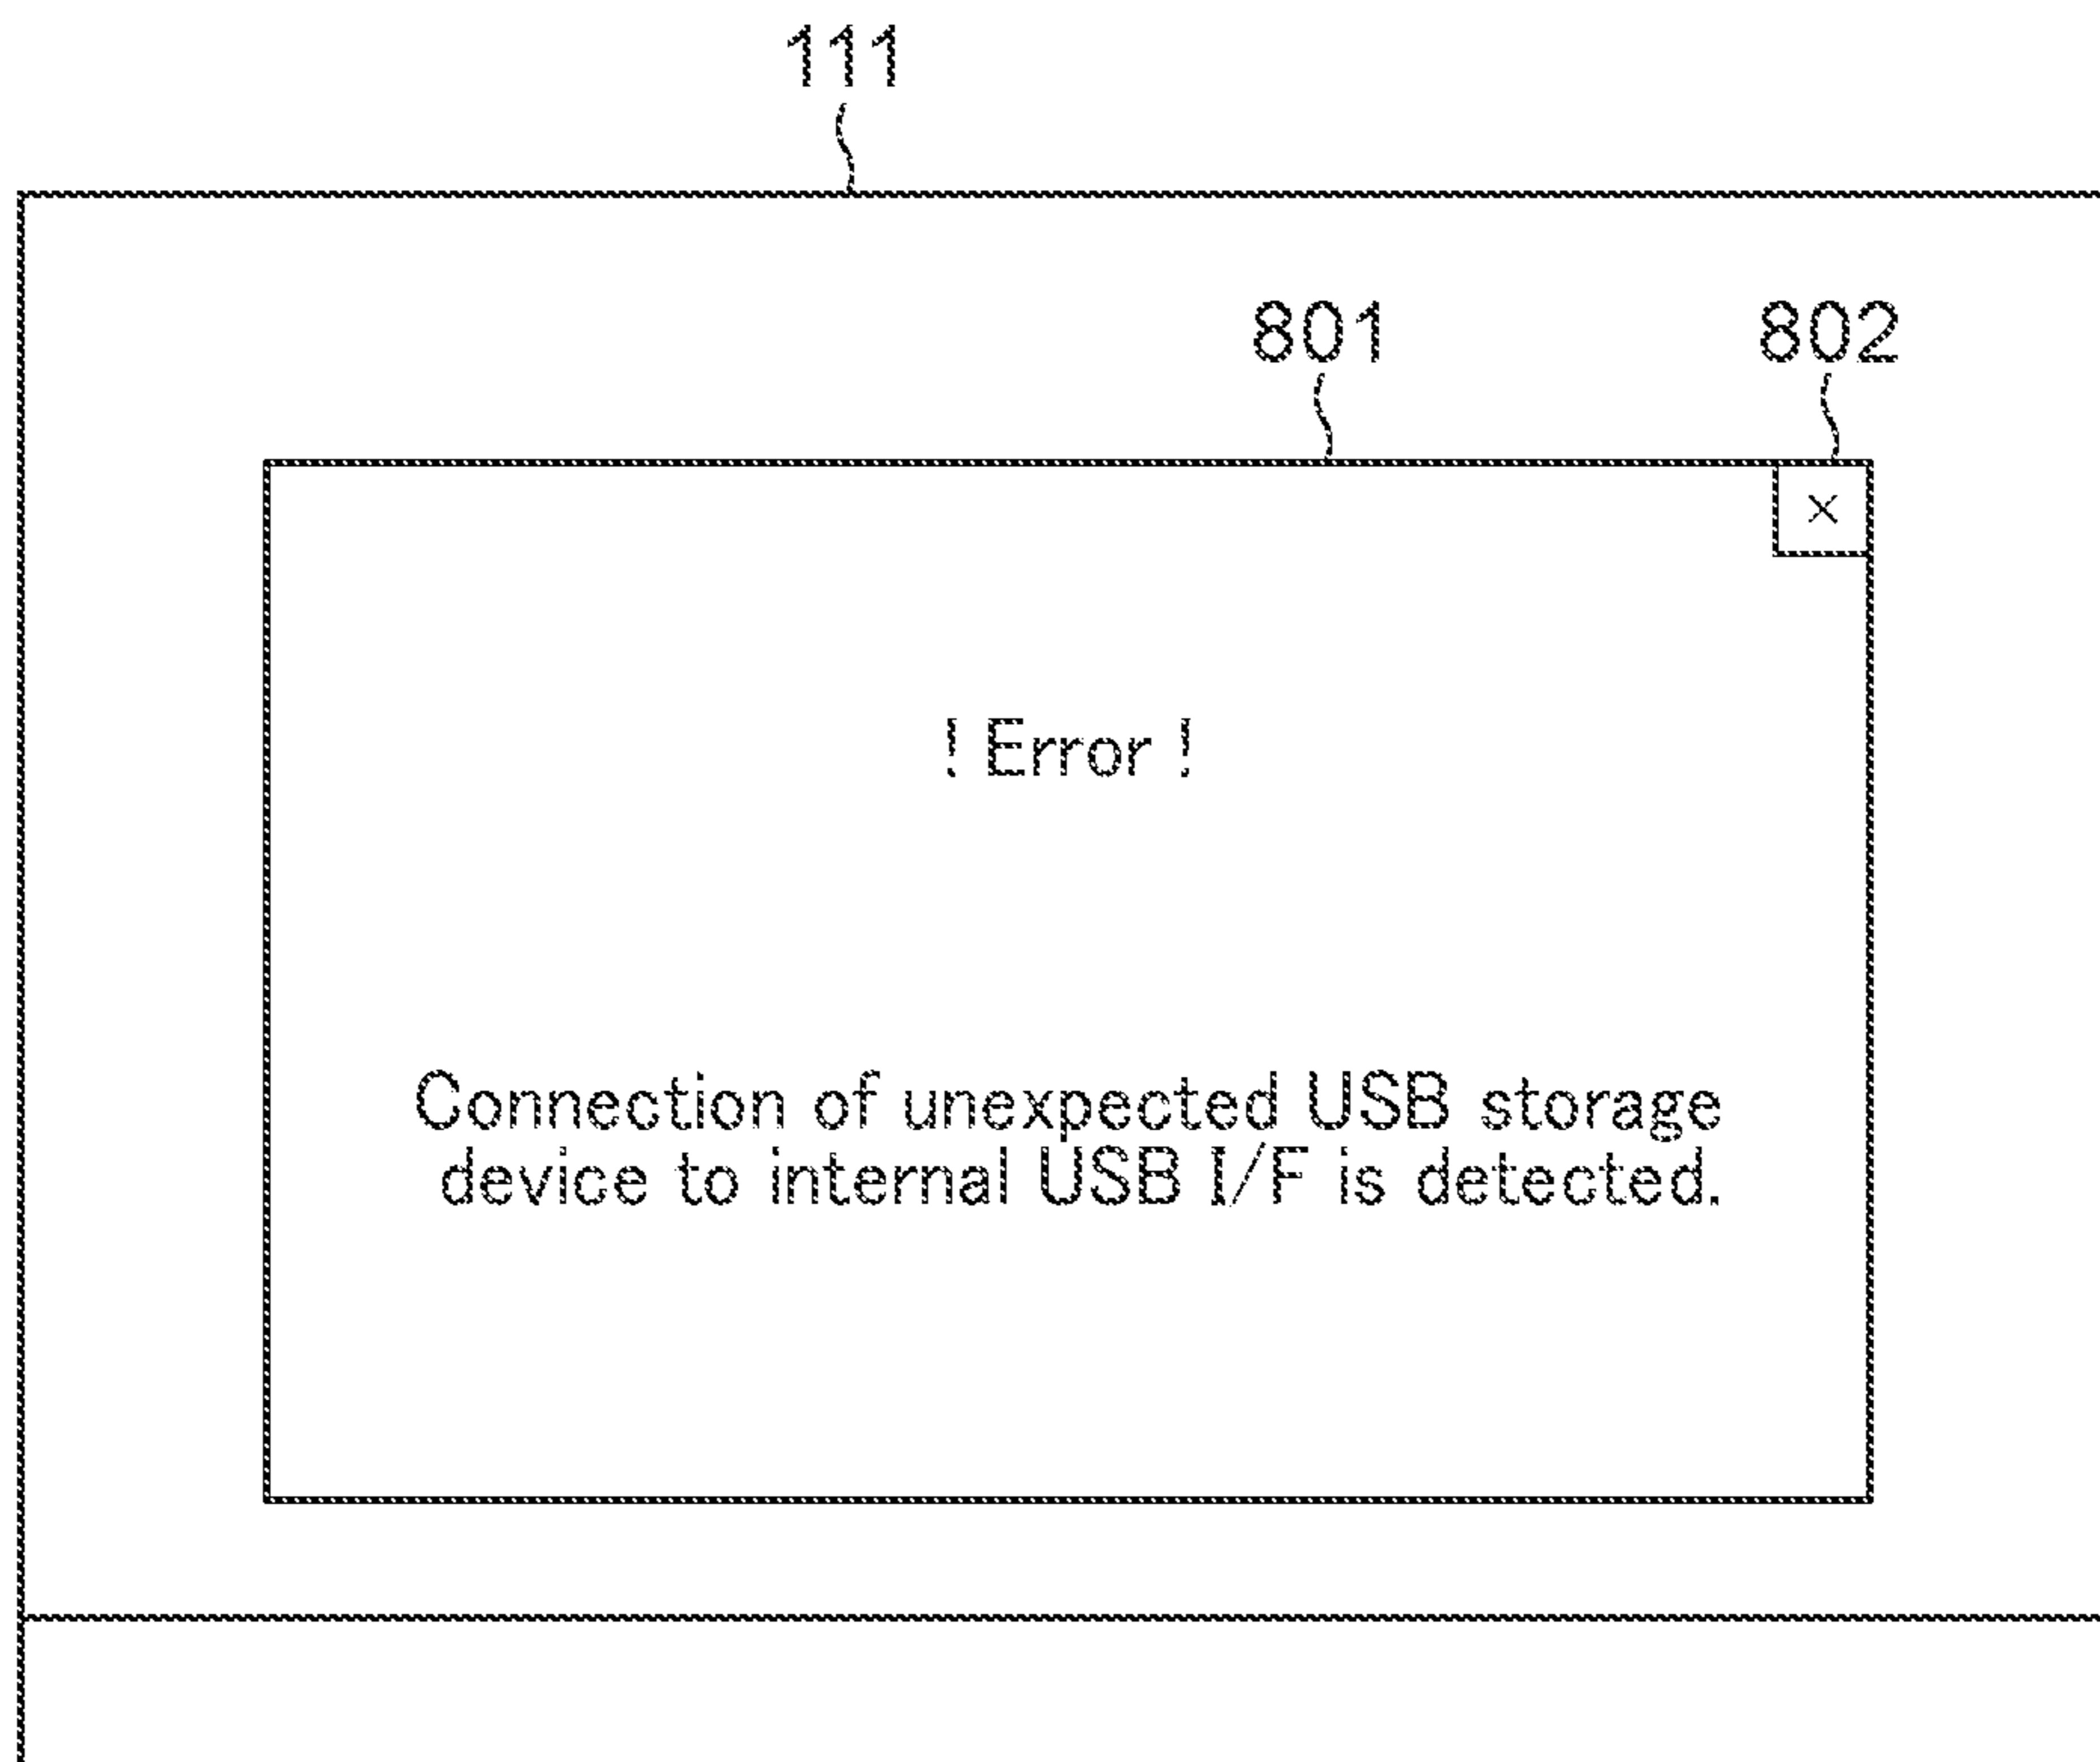 111
801 802
×
! Error !
Connection of unexpected USB storage
device to internal USB I/F is detected.